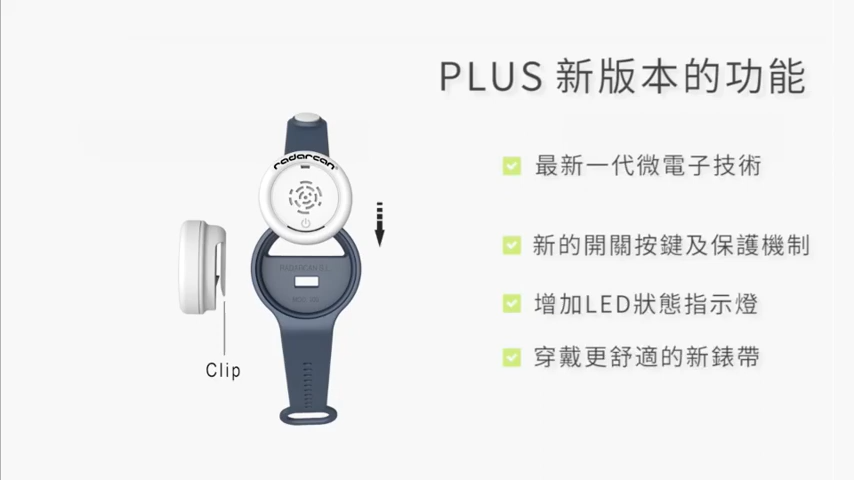 PLUS 新版本的功能
radarcan
最新一代微電子技術
新的開關按鍵及保護機制
增加LED狀態指示燈
穿戴更舒適的新錶帶
Clip